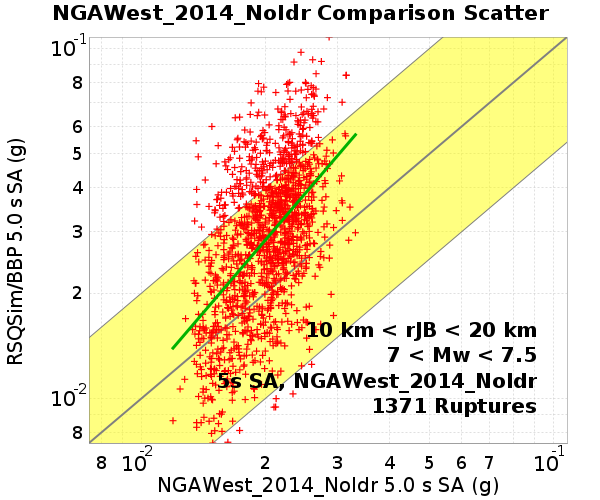 NGAWest_2014_NoIdr Comparison Scatter
10-1
8
6
5
4
3
2
10-2
8
RSQSim/BBP 5.0 s SA (g)
10 km < rJB < 20 km
7 < Mw < 7.5
5s SA, NGAWest_2014_NoIdr
1371 Ruptures
8 10-2 2 3 4 5 6 7 8 10-1
NGAWest_2014_NoIdr 5.0 s SA (g)